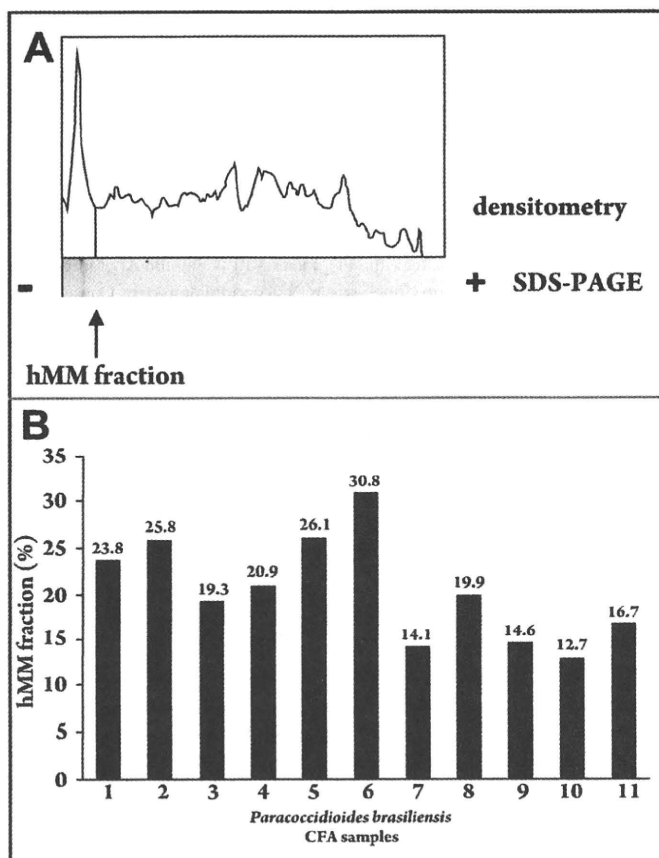 A
densitometry
- + SDS-PAGE
hMM fraction
B
hMM fraction (%)
35
30
25
20
15
10
5
0
23.8
25.8
19.3
20.9
26.1
30.8
14.1
19.9
14.6
12.7
16.7
1 2 3 4 5 6 7 8 9 10 11
Paracoccidioides brasiliensis
CFA samples